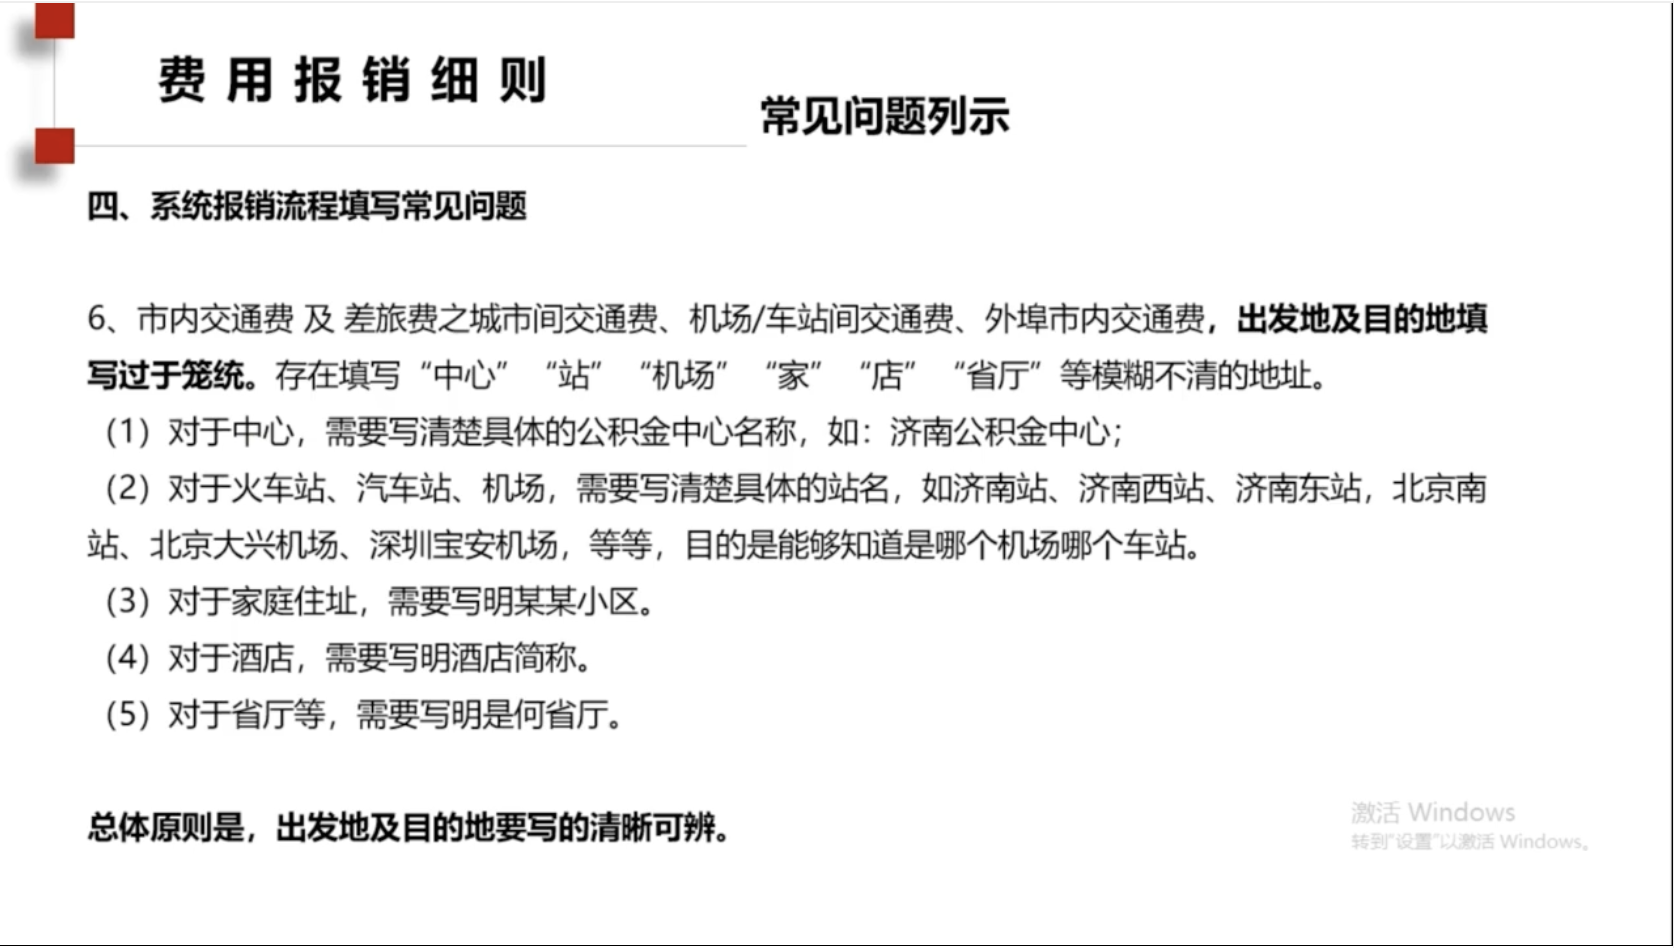 费用报销细则
常见问题列示
四、系统报销流程填写常见问题
6、市内交通费 及 差旅费之城市间交通费、机场/车站间交通费、外埠市内交通费，出发地及目的地填
写过于笼统。存在填写“中心”“站”“机场”“家”“店”“省厅”等模糊不清的地址。
（1）对于中心，需要写清楚具体的公积金中心名称，如：济南公积金中心；
（2）对于火车站、汽车站、机场，需要写清楚具体的站名，如济南站、济南西站、济南东站，北京南
站、北京大兴机场、深圳宝安机场，等等，目的是能够知道是哪个机场哪个车站。
（3）对于家庭住址，需要写明某某小区。
（4）对于酒店，需要写明酒店简称。
（5）对于省厅等，需要写明是何省厅。
总体原则是，出发地及目的地要写的清晰可辨。
激活 Windows
转到“设置”以激活 Windows。